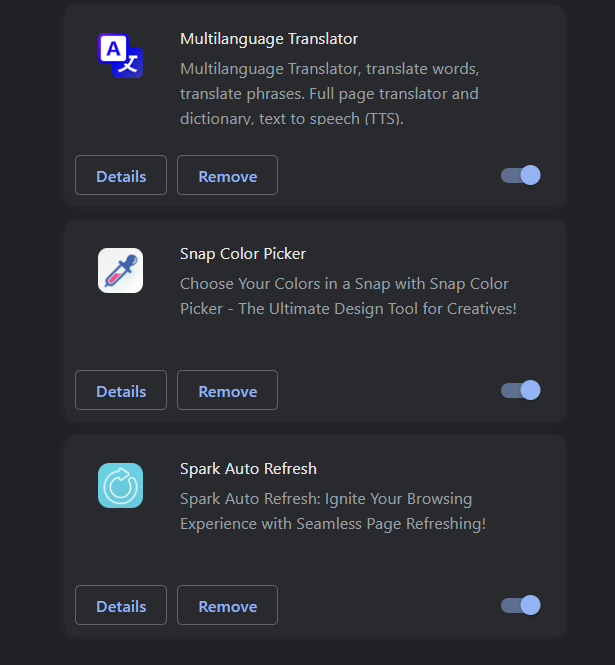 Multilanguage Translator
Multilanguage Translator, translate words,
translate phrases. Full page translator and
dictionary, text to speech (TTS).
Details
Remove
Snap Color Picker
Choose Your Colors in a Snap with Snap Color
Picker - The Ultimate Design Tool for Creatives!
Details
Remove
Spark Auto Refresh
Spark Auto Refresh: Ignite Your Browsing
Experience with Seamless Page Refreshing!
Details
Remove